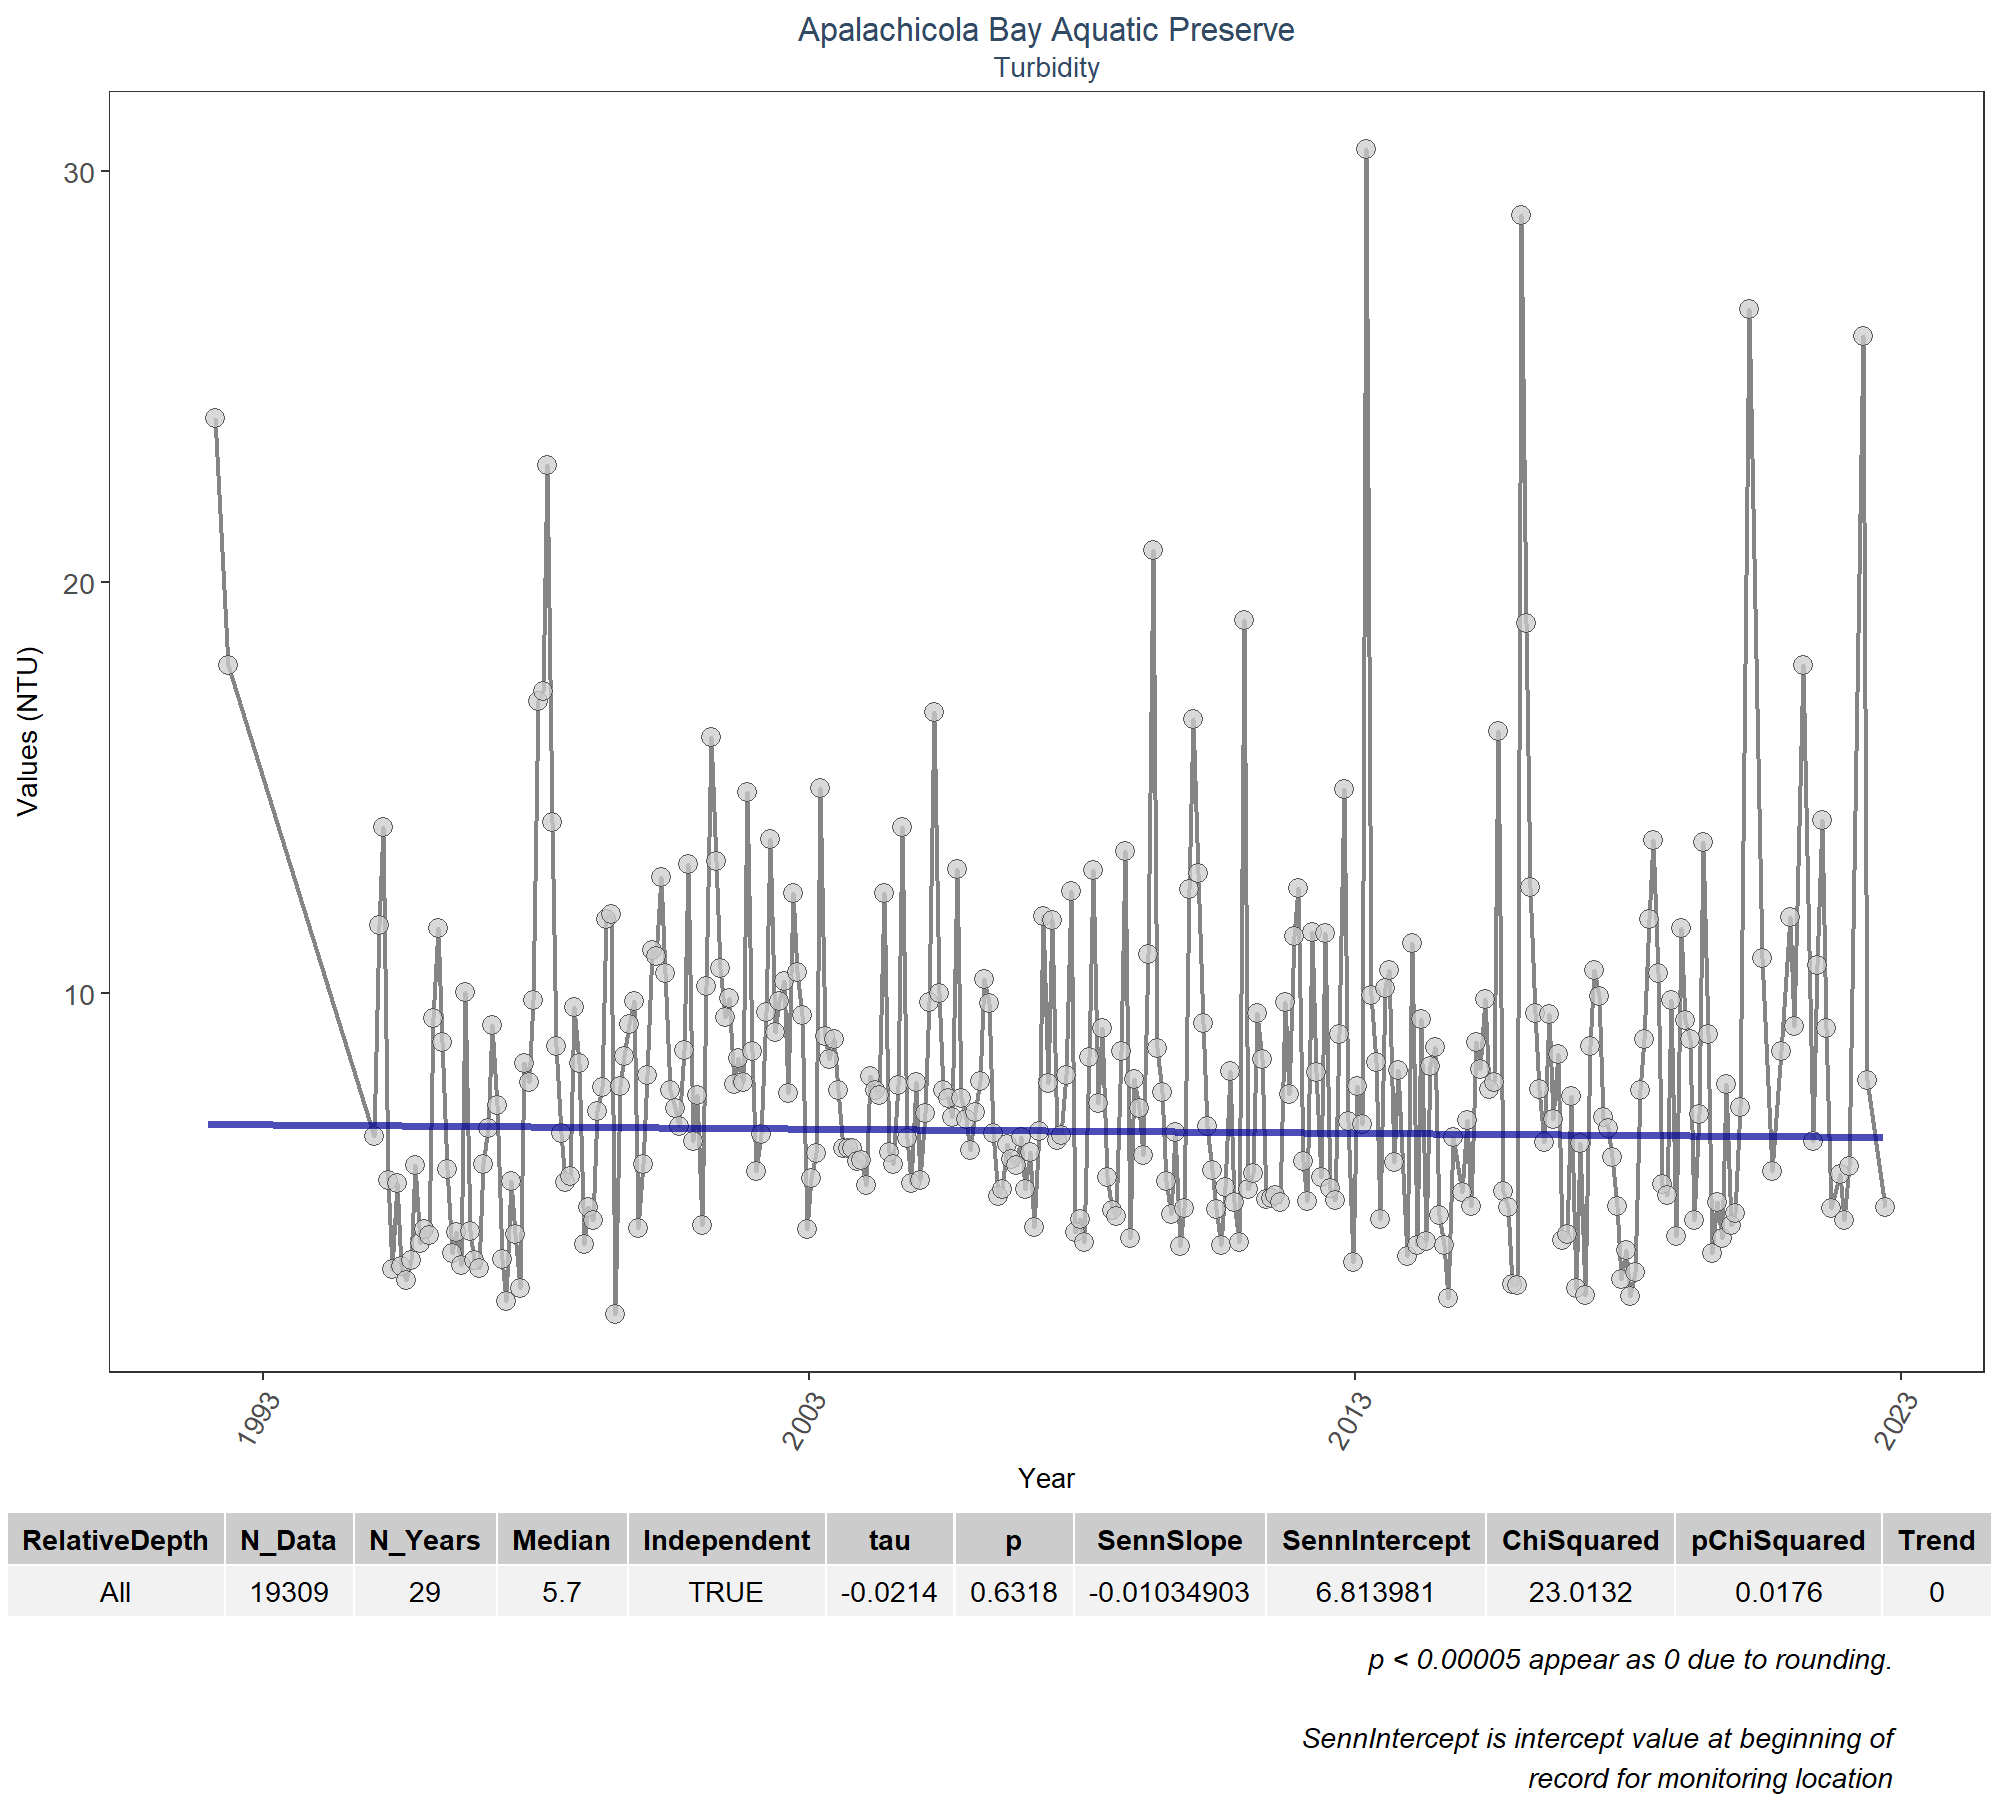 Apalachicola Bay Aquatic Preserve
Turbidity
Values (NTU)
30
20
10
1993
2003
2013
2023
Year
RelativeDepth N_Data N_Years Median Independent tau p SennSlope SennIntercept ChiSquared pChiSquared Trend
All 19309 29 5.7 TRUE -0.0214 0.6318 -0.01034903 6.813981 23.0132 0.0176 0
p < 0.00005 appear as 0 due to rounding.
SennIntercept is intercept value at beginning of
record for monitoring location